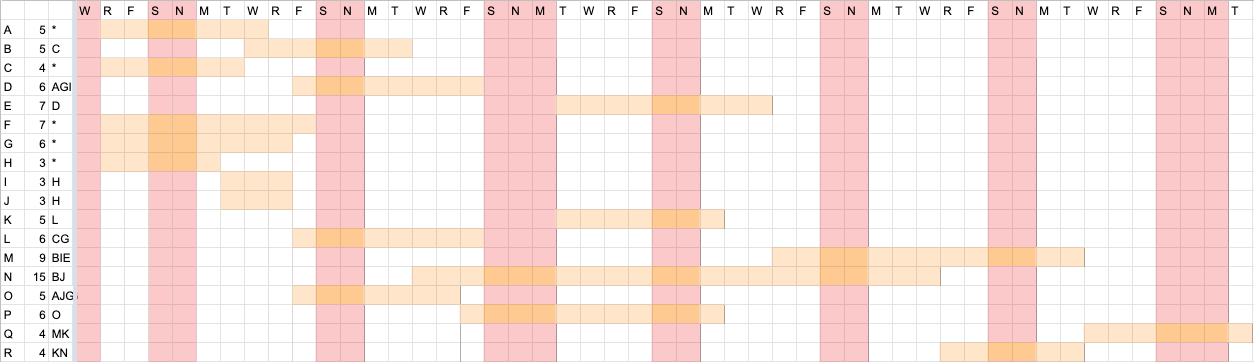 W R F S N M T W R F S N M T W R F S N M T W R F S N M T W R F S N M T W R F S N M T W R F S N M T
A 5 *
B 5 C
C 4 *
D 6 AGI
E 7 D
F 7 *
G 6 *
H 3 *
I 3 H
J 3 H
K 5 L
L 6 CG
M 9 BIE
N 15 BJ
O 5 AJG
P 6 O
Q 4 MK
R 4 KN